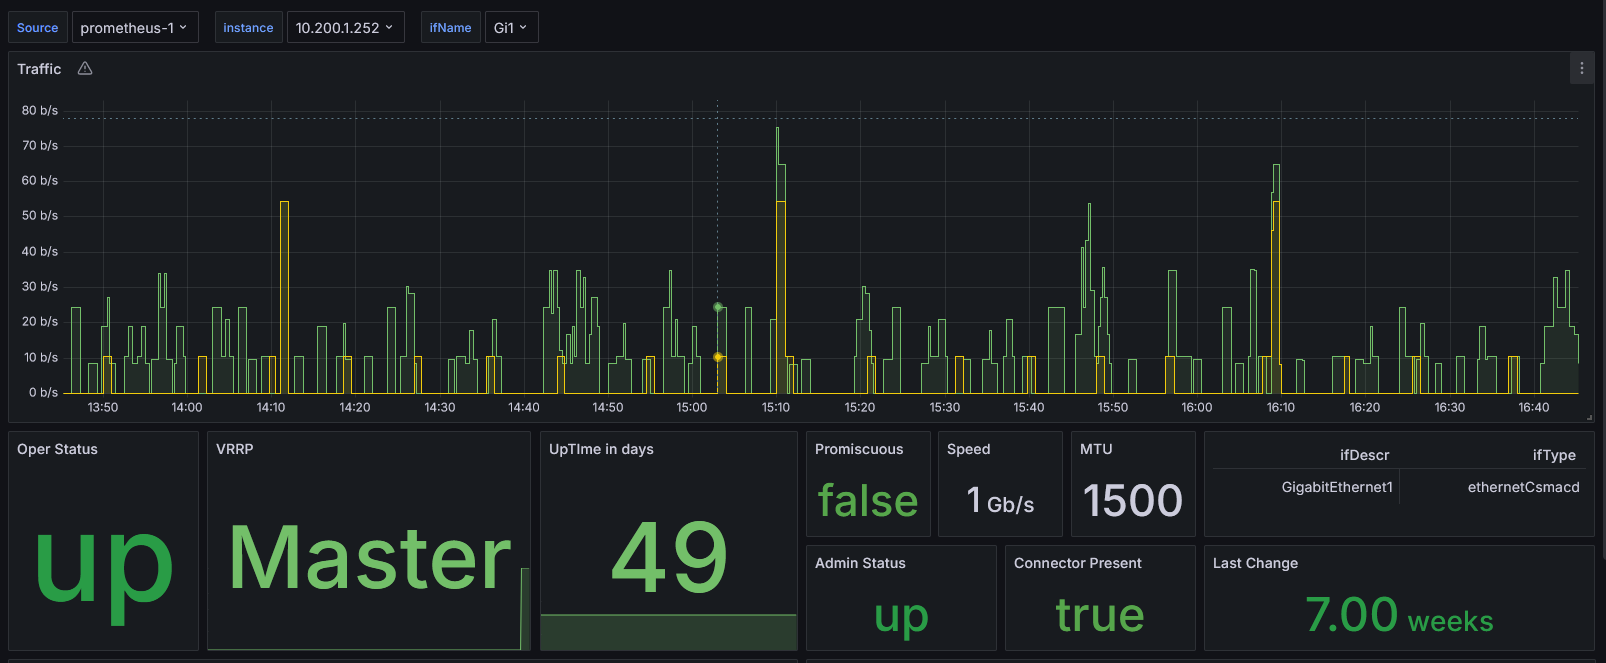 Source prometheus-1 instance 10.200.1.252 ifName Gi1
Traffic
80 b/s
70 b/s
60 b/s
50 b/s
40 b/s
30 b/s
20 b/s
10 b/s
0 b/s
13:50 14:00 14:10 14:20 14:30 14:40 14:50 15:00 15:10 15:20 15:30 15:40 15:50 16:00 16:10 16:20 16:30 16:40
Oper Status
up
VRRP
Master
UpTIme in days
49
Promiscuous
false
Speed
1 Gb/s
MTU
1500
ifDescr ifType
GigabitEthernet1 ethernetCsmacd
Admin Status
up
Connector Present
true
Last Change
7.00 weeks